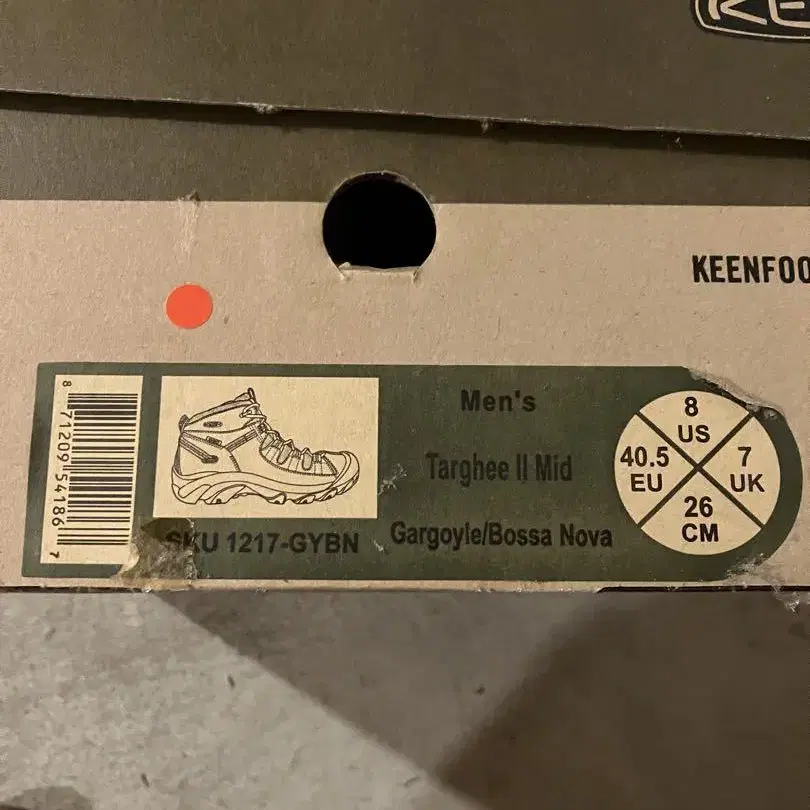 KE
KEENFOO
Men's
Targhee II Mid
Gargoyle/Bossa Nova
SKU 1217-GYBN
8 71209 54186 7
8
US
40.5
EU
7
UK
26
CM